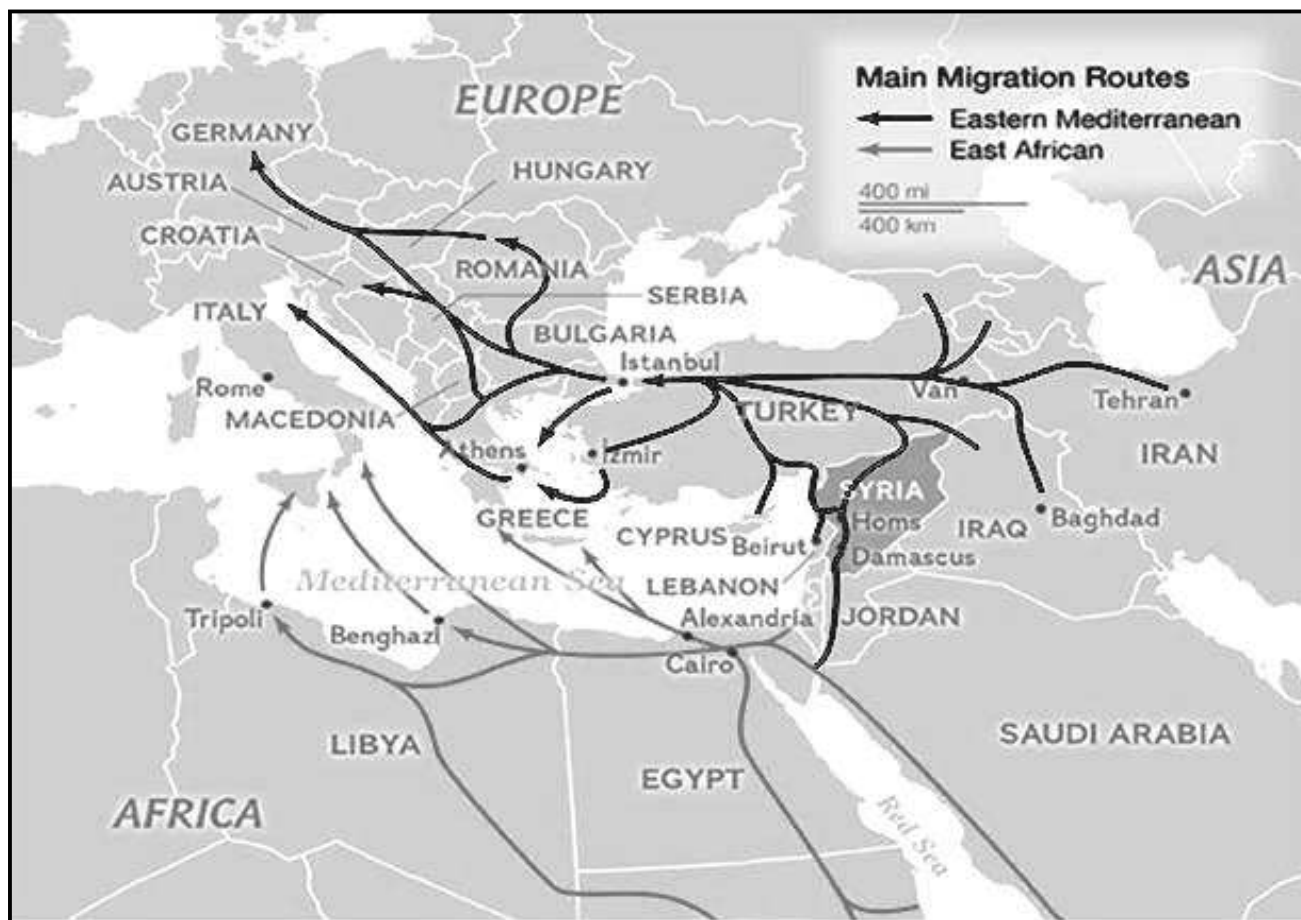 Main Migration Routes
Eastern Mediterranean
East African
400 mi
400 km
EUROPE
GERMANY
AUSTRIA
HUNGARY
CROATIA
ROMANIA
ASIA
SERBIA
ITALY
BULGARIA
Istanbul
Rome
Van
Tehran
MACEDONIA
TURKEY
Athens
İzmir
IRAN
SYRIA
GREECE
CYPRUS
Beirut
Homs
IRAQ
Baghdad
Damascus
Mediterranean Sea
LEBANON
Tripoli
Benghazi
Alexandria
JORDAN
Cairo
LIBYA
SAUDI ARABIA
EGYPT
AFRICA
Red Sea